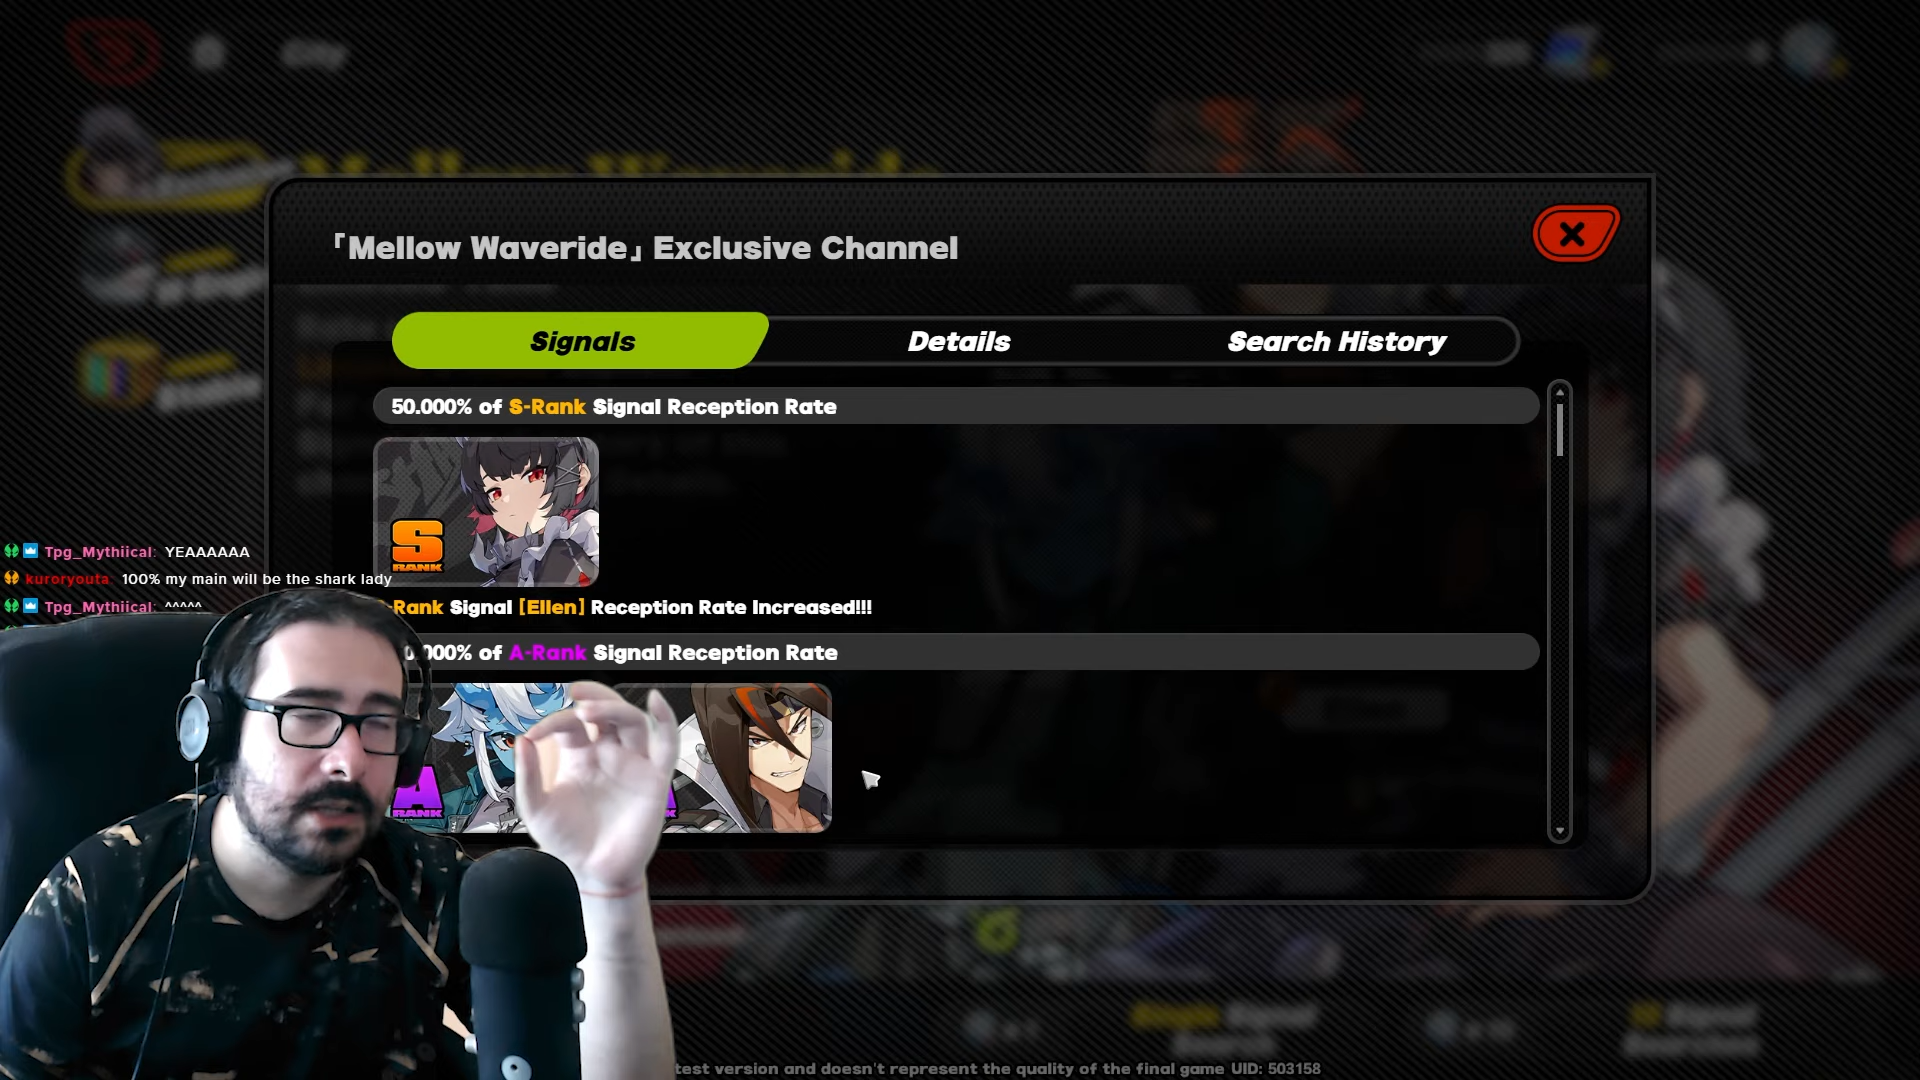 City
「Mellow Waveride」 Exclusive Channel
Signals
Details
Search History
50.000% of S-Rank Signal Reception Rate
S
RANK
-Rank Signal [Ellen] Reception Rate Increased!!!
.000% of A-Rank Signal Reception Rate
A
RANK
Tpg_Mythiical: YEAAAAAA
kuroryouta: 100% my main will be the shark lady
Tpg_Mythiical: ^^^^^
test version and doesn't represent the quality of the final game UID: 503158